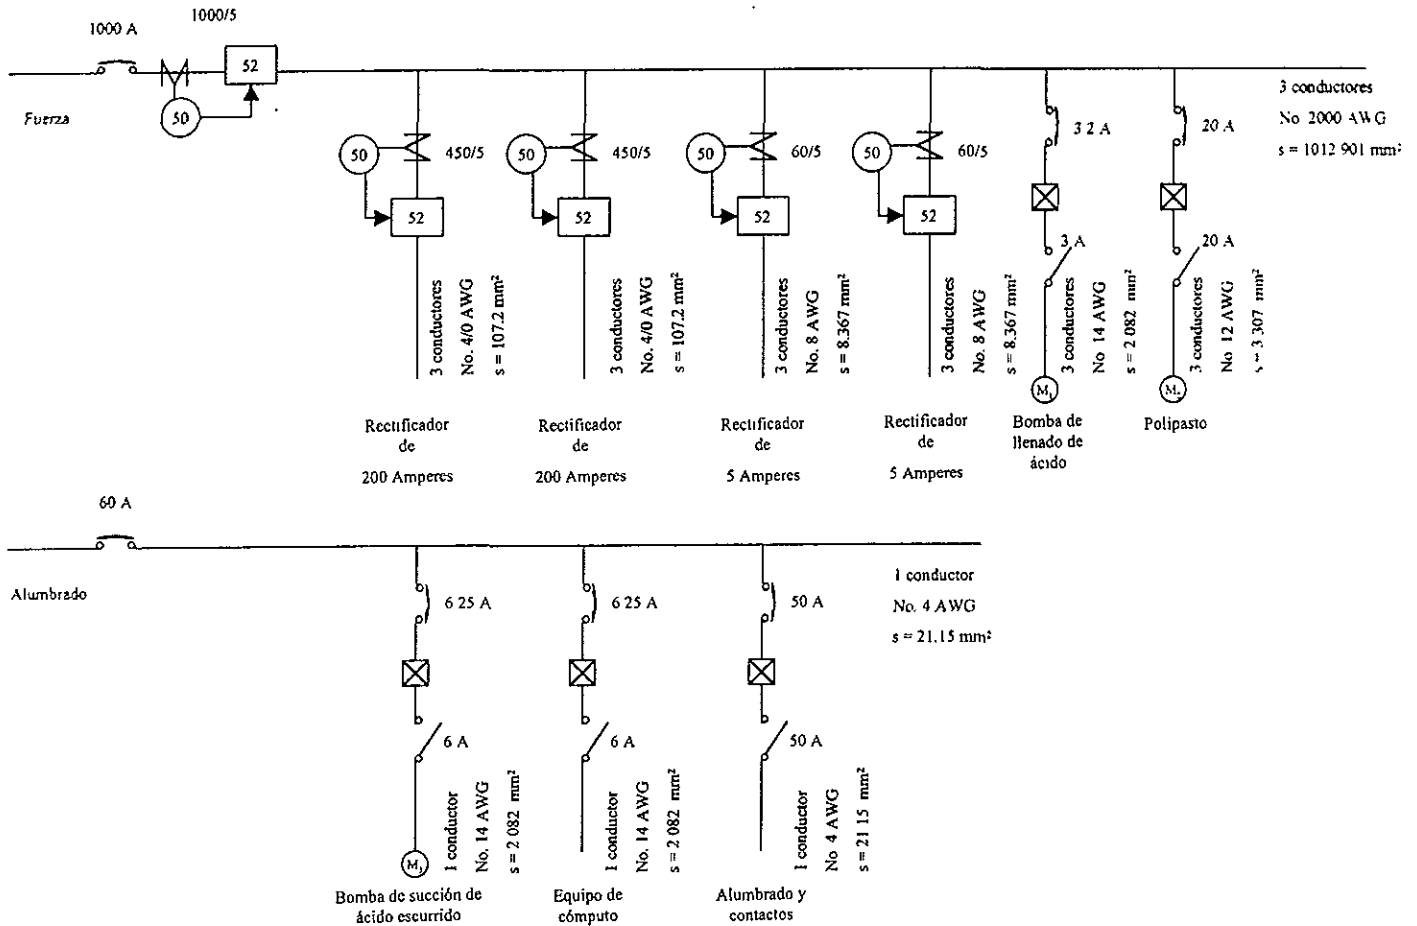 1000/5
1000 A
52
50
Fuerza
3 conductores
No 2000 AWG
s = 1012 901 mm²
50
450/5
52
3 conductores
No. 4/0 AWG
s = 107.2 mm²
Rectificador
de
200 Amperes
50
450/5
52
3 conductores
No. 4/0 AWG
s = 107.2 mm²
Rectificador
de
200 Amperes
50
60/5
52
3 conductores
No. 8 AWG
s = 8.367 mm²
Rectificador
de
5 Amperes
50
60/5
52
3 conductores
No. 8 AWG
s = 8.367 mm²
Rectificador
de
5 Amperes
3 2 A
3 A
3 conductores
No 14 AWG
s = 2 082 mm²
M₁
Bomba de
llenado de
ácido
20 A
20 A
3 conductores
No 12 AWG
s = 3 307 mm²
Polipasto
60 A
Alumbrado
1 conductor
No. 4 AWG
s = 21.15 mm²
6 25 A
6 A
1 conductor
No. 14 AWG
s = 2 082 mm²
M₃
Bomba de succión de
ácido escurrido
6 25 A
6 A
1 conductor
No. 14 AWG
s = 2 082 mm²
Equipo de
cómputo
50 A
50 A
1 conductor
No 4 AWG
s = 21 15 mm²
Alumbrado y
contactos